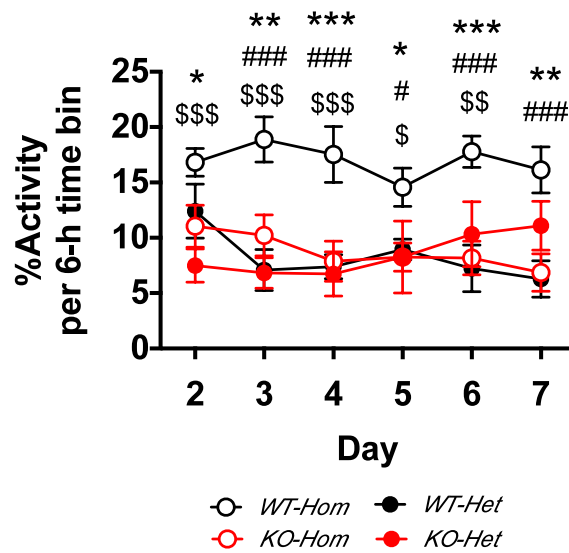 ** *** ***
* ### ### * ### **
$$$ $$$ $$$ # $$ ###
$
25
20
15
10
5
0
%Activity
per 6-h time bin
2 3 4 5 6 7
Day
WT-Hom WT-Het
KO-Hom KO-Het